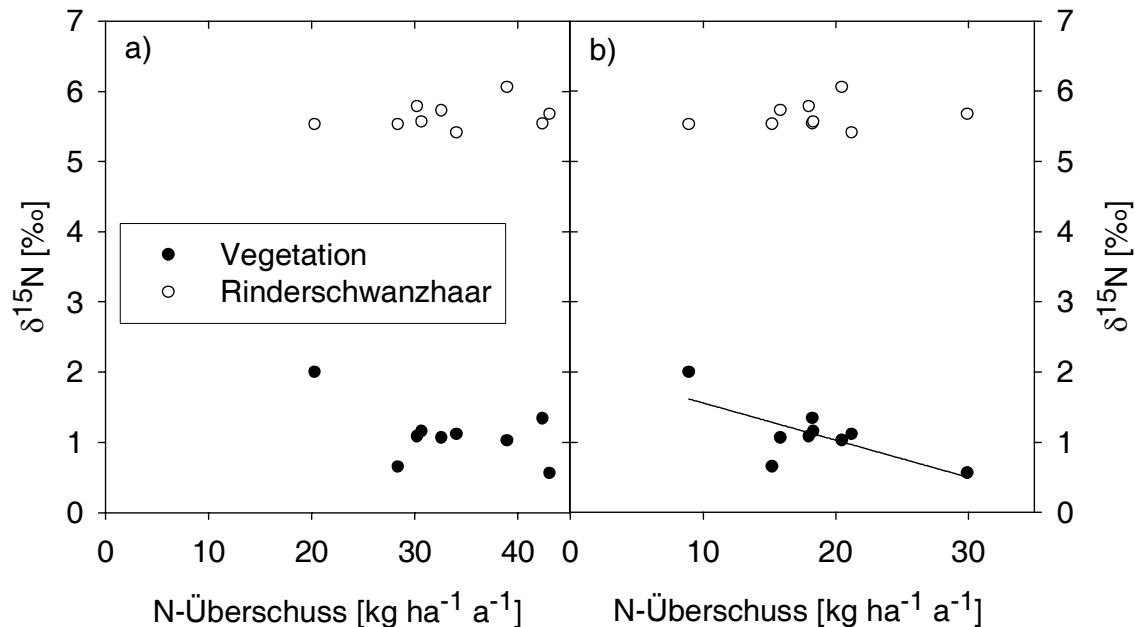 a)
b)
7
6
5
4
3
2
1
0
δ¹⁵N [‰]
Vegetation
Rinderschwanzhaar
0 10 20 30 40
N-Überschuss [kg ha⁻¹ a⁻¹]
0 10 20 30
N-Überschuss [kg ha⁻¹ a⁻¹]
7
6
5
4
3
2
1
0
δ¹⁵N [‰]